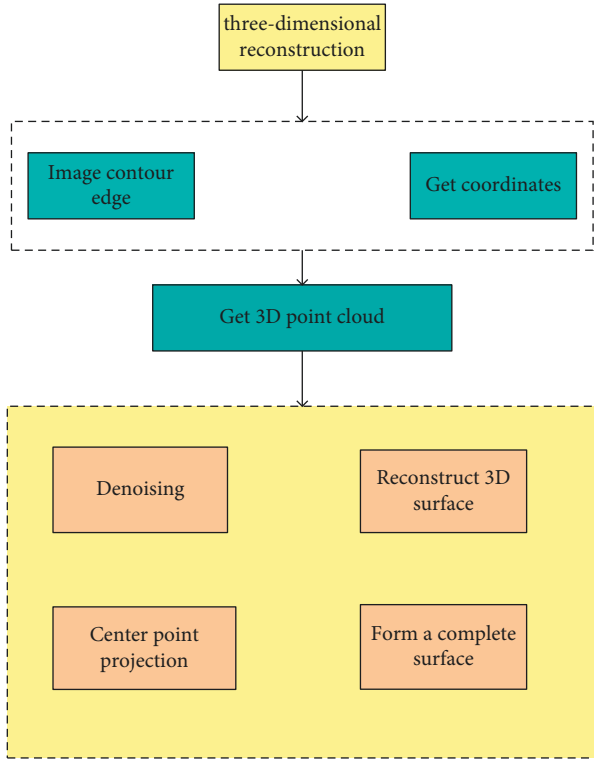 three-dimensional
reconstruction
Image contour
edge
Get coordinates
Get 3D point cloud
Denoising
Reconstruct 3D
surface
Center point
projection
Form a complete
surface